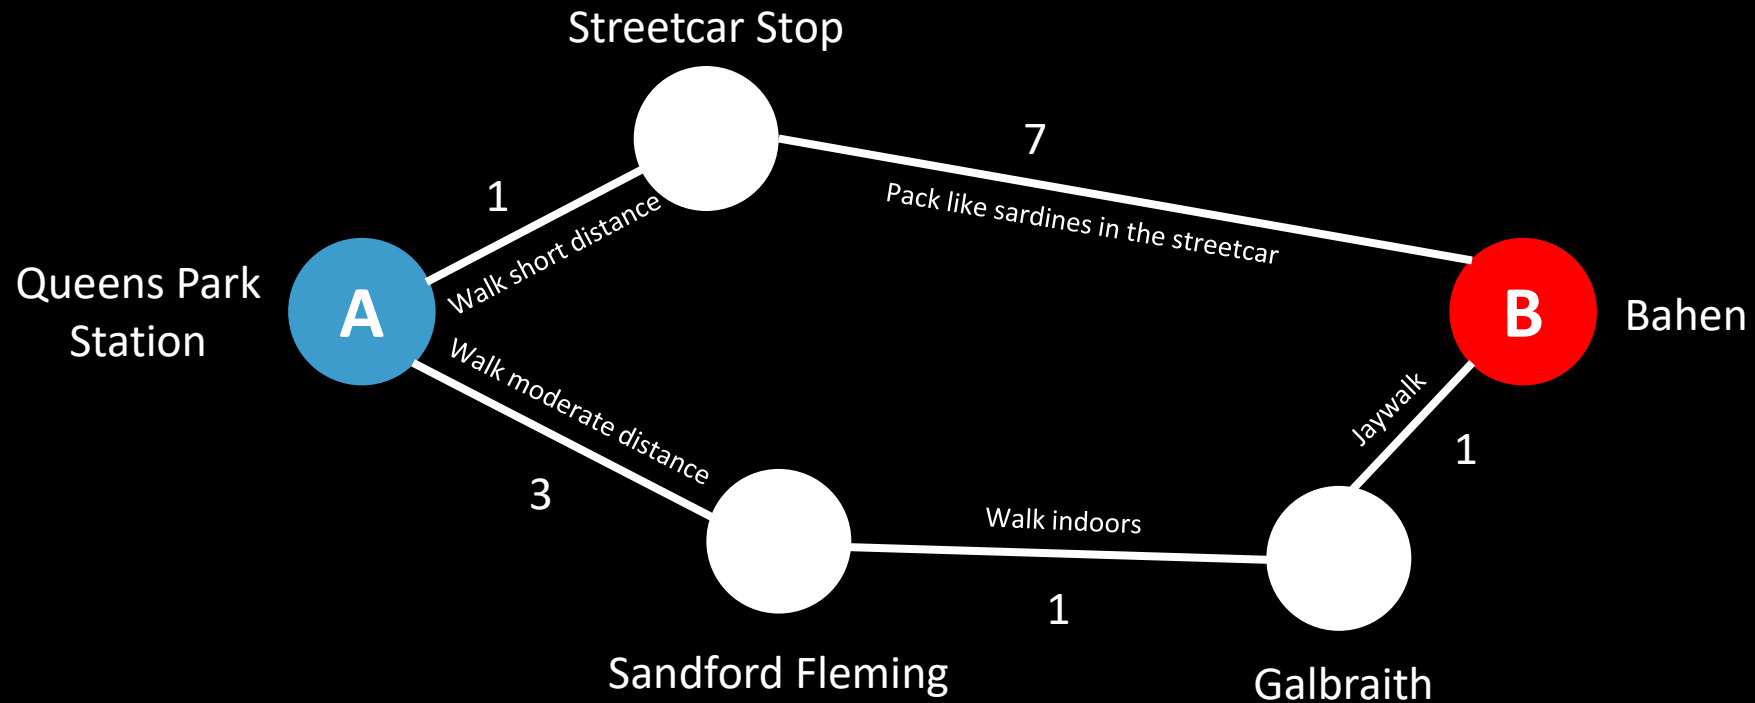 Streetcar Stop
7
1
Pack like sardines in the streetcar
Walk short distance
Queens Park
Station
A
B
Bahen
Walk moderate distance
Jaywalk
1
3
Walk indoors
1
Sandford Fleming
Galbraith